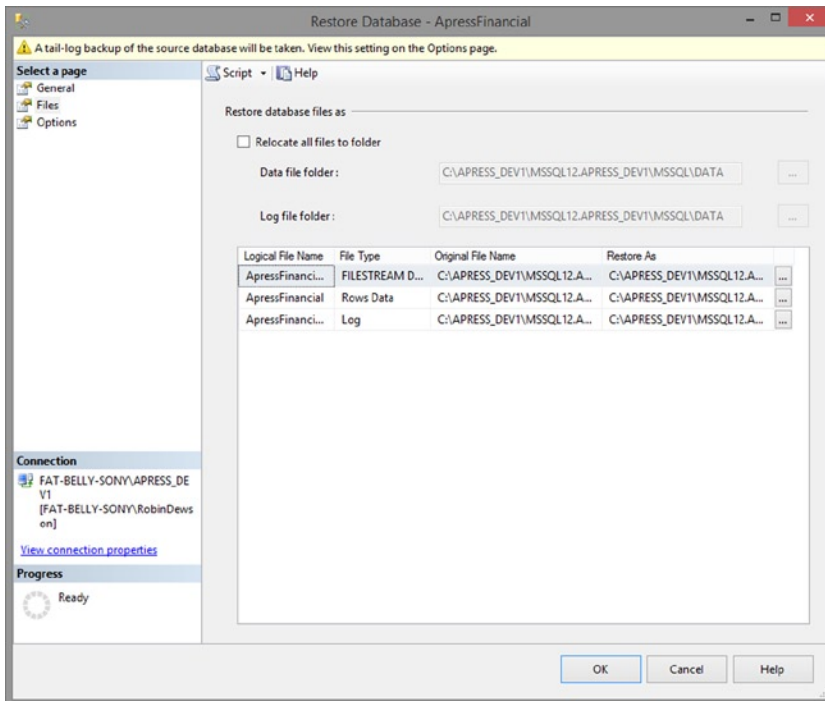 Restore Database - ApressFinancial
A tail-log backup of the source database will be taken. View this setting on the Options page.
Select a page
General
Files
Options
Script
Help
Restore database files as
Relocate all files to folder
Data file folder :
C:\APRESS_DEV1\MSSQL12.APRESS_DEV1\MSSQL\DATA
...
Log file folder :
C:\APRESS_DEV1\MSSQL12.APRESS_DEV1\MSSQL\DATA
...
Logical File Name File Type Original File Name Restore As
ApressFinanci... FILESTREAM D... C:\APRESS_DEV1\MSSQL12.A... C:\APRESS_DEV1\MSSQL12.A... ...
ApressFinancial Rows Data C:\APRESS_DEV1\MSSQL12.A... C:\APRESS_DEV1\MSSQL12.A... ...
ApressFinanci... Log C:\APRESS_DEV1\MSSQL12.A... C:\APRESS_DEV1\MSSQL12.A... ...
Connection
FAT-BELLY-SONY\APRESS_DE
V1
[FAT-BELLY-SONY\RobinDews
on]
View connection properties
Progress
Ready
OK Cancel Help